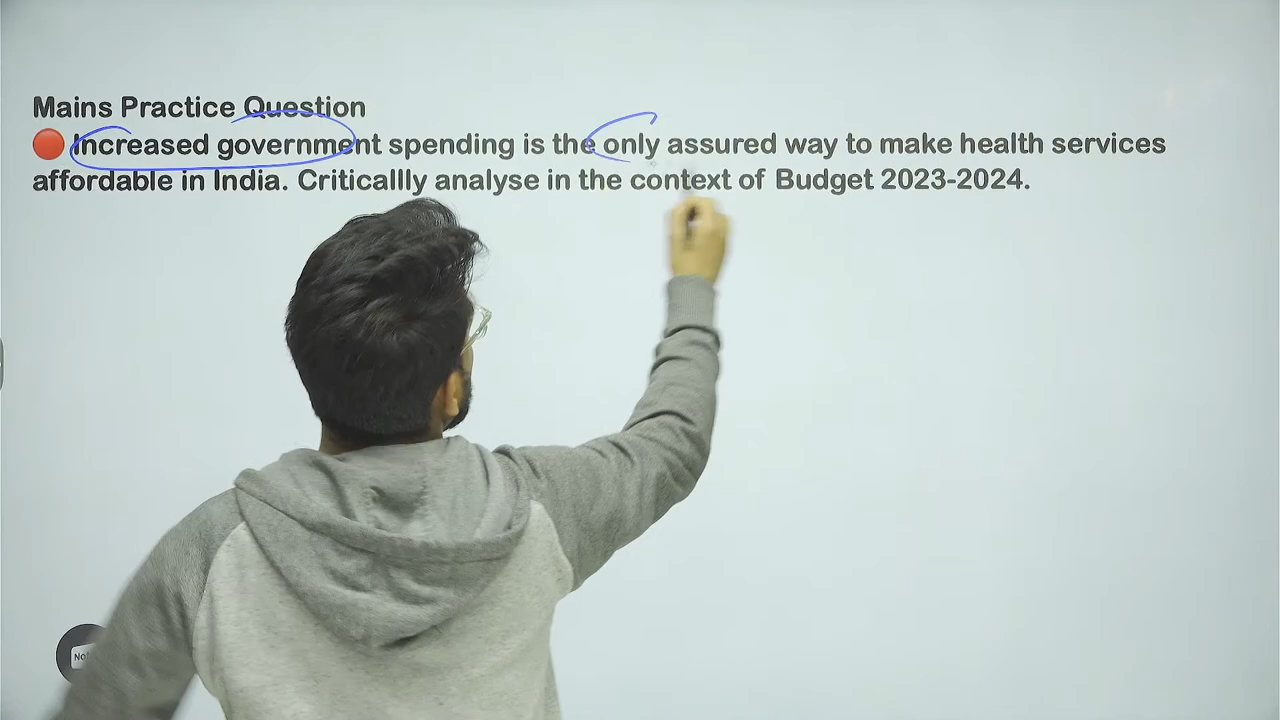 Mains Practice Question
🔴 Increased government spending is the only assured way to make health services
affordable in India. Criticallly analyse in the context of Budget 2023-2024.